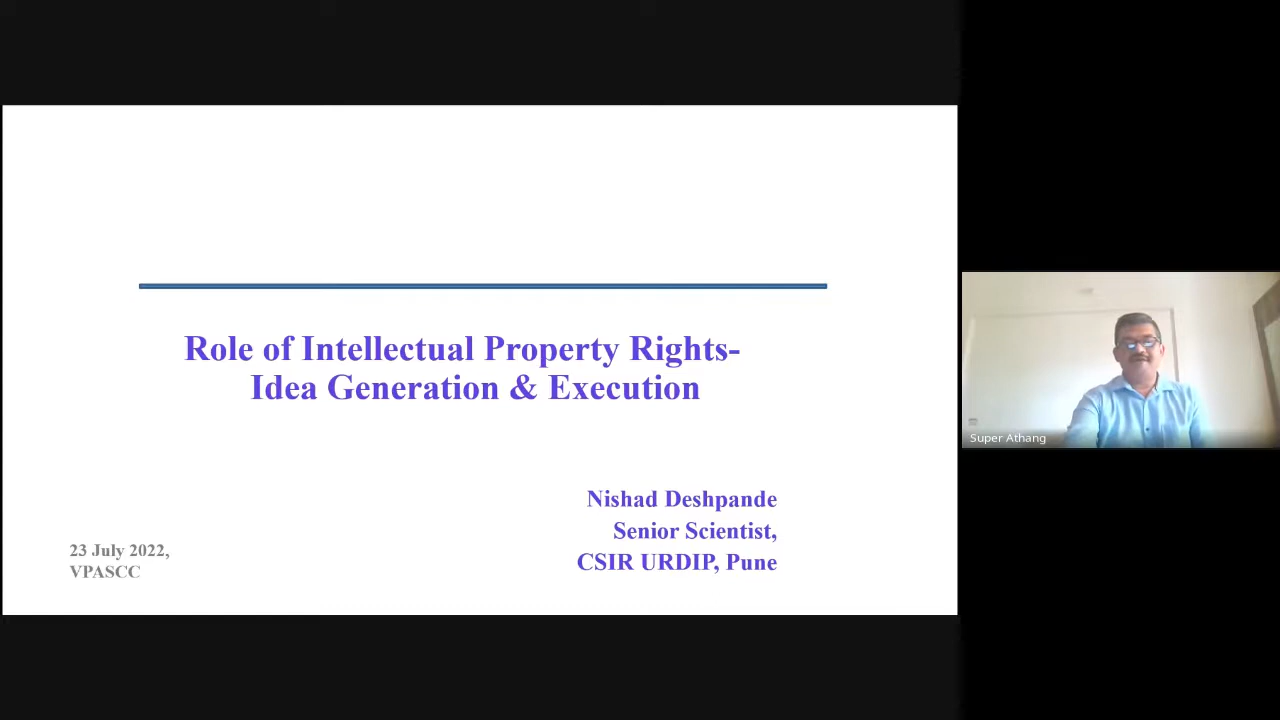 Role of Intellectual Property Rights-
Idea Generation & Execution
Nishad Deshpande
Senior Scientist,
CSIR URDIP, Pune
23 July 2022,
VPASCC
Super Athang